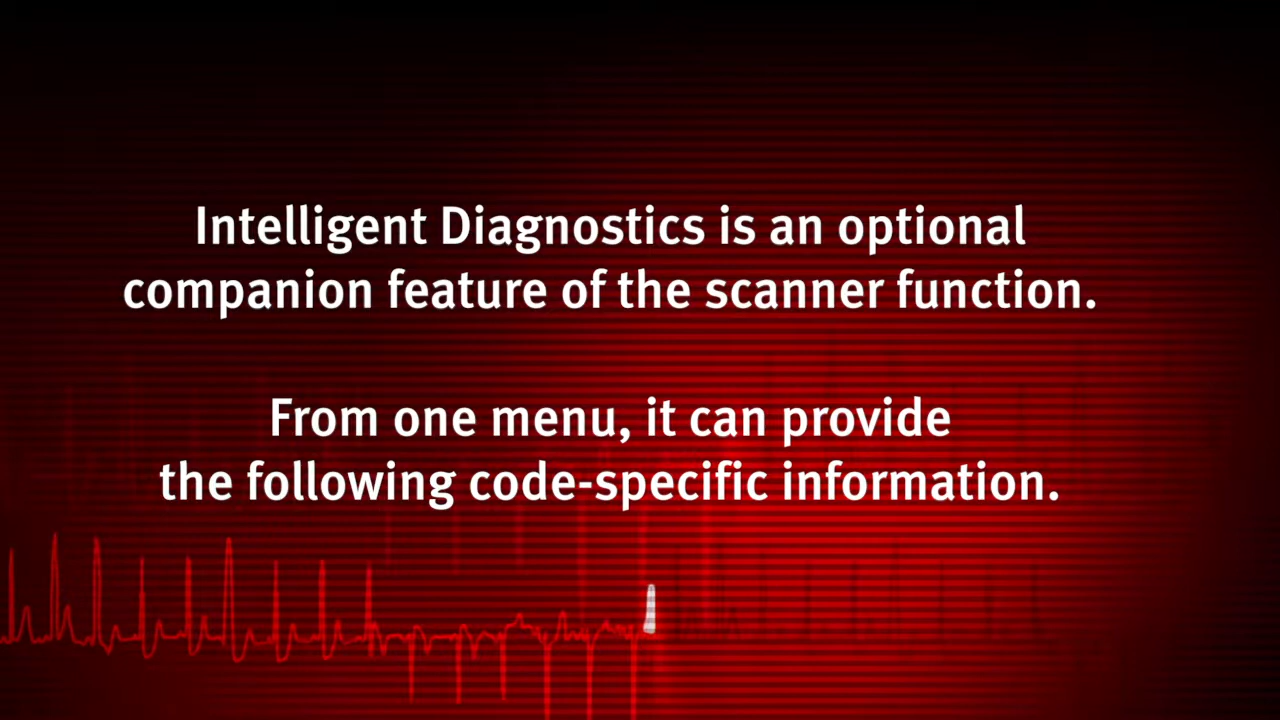 Intelligent Diagnostics is an optional
companion feature of the scanner function.
From one menu, it can provide
the following code-specific information.